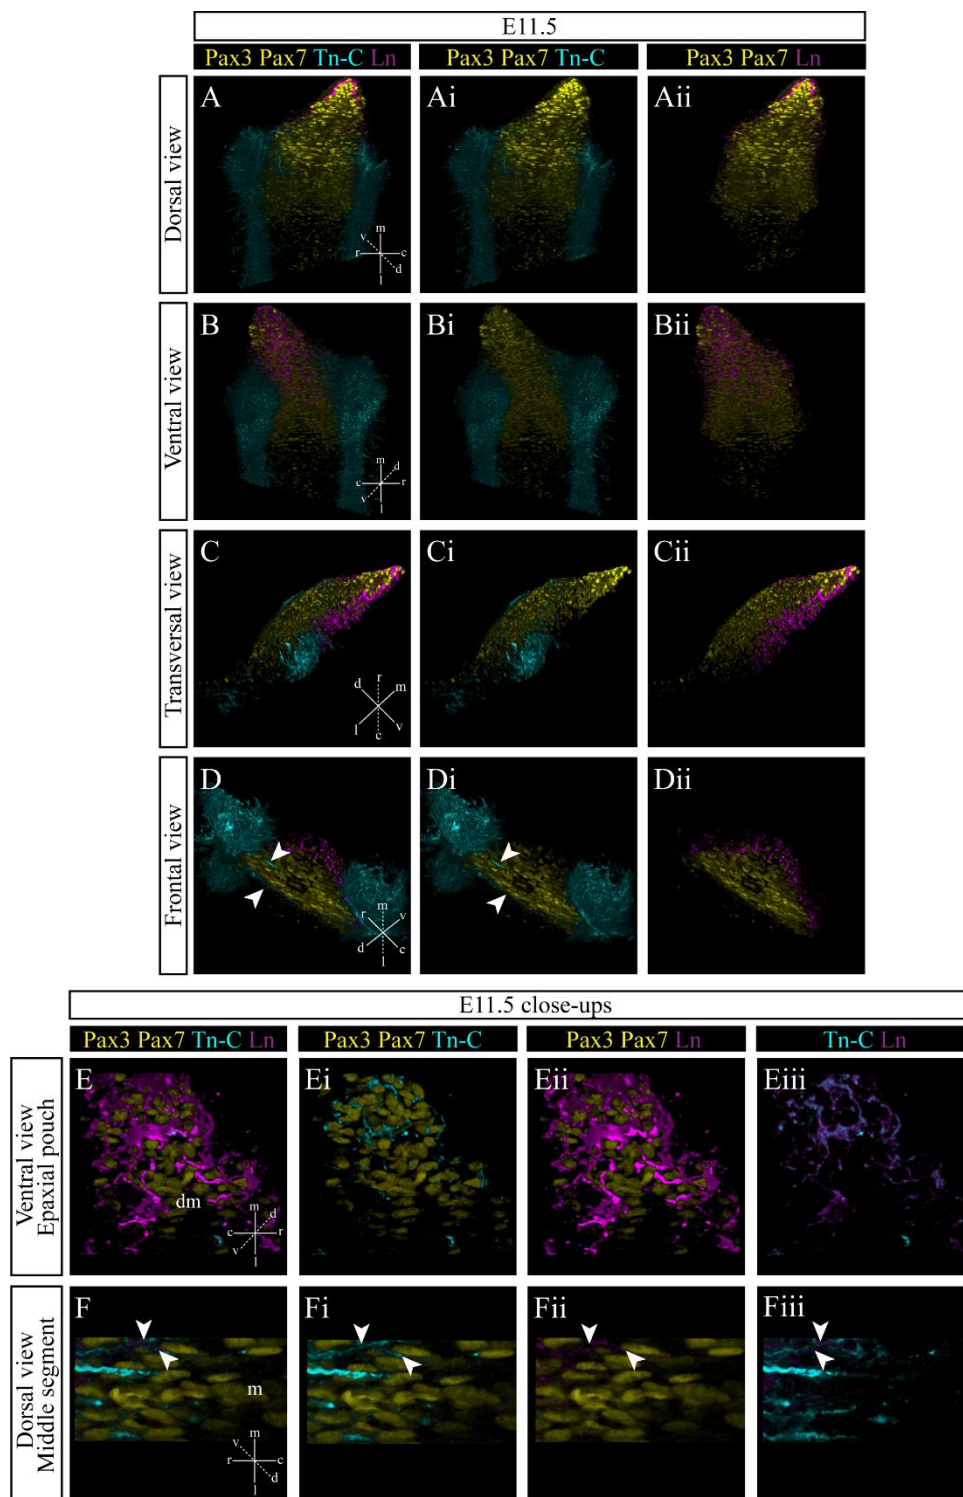 E11.5
Pax3 Pax7 Tn-C Ln
Pax3 Pax7 Tn-C
Pax3 Pax7 Ln
Dorsal view
A
m
v
r
c
d
l
Ai
Aii
Ventral view
B
m
d
c
r
v
l
Bi
Bii
Transversal view
C
r
d
m
l
v
c
Ci
Cii
Frontal view
D
m
r
v
d
c
l
Di
Dii
E11.5 close-ups
Pax3 Pax7 Tn-C Ln
Pax3 Pax7 Tn-C
Pax3 Pax7 Ln
Tn-C Ln
Ventral view
Epaxial pouch
E
dm
m
d
c
r
v
l
Ei
Eii
Eiii
Dorsal view
Middle segment
F
m
m
v
r
c
d
l
Fi
Fii
Fiii